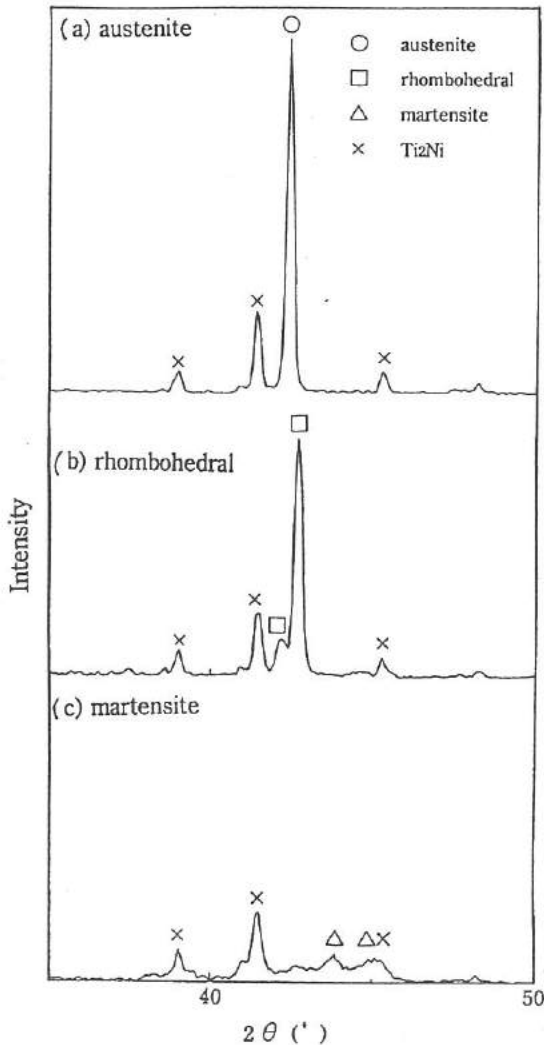 (a) austenite
○ austenite
□ rhombohedral
△ martensite
× Ti2Ni
(b) rhombohedral
Intensity
(c) martensite
40
50
2 θ (')